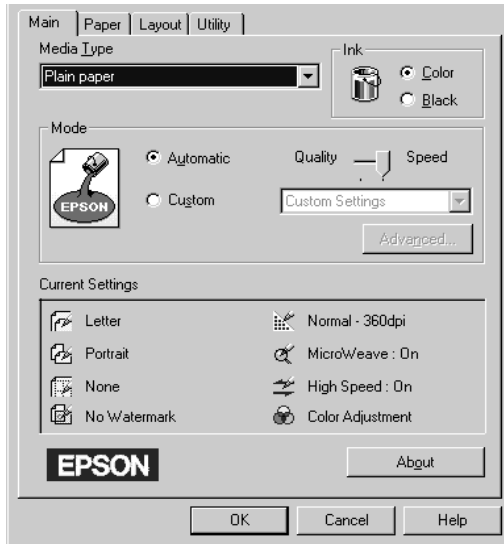 Main Paper Layout Utility
Media Type
Plain paper
Ink
Color
Black
Mode
EPSON
Automatic
Custom
Quality Speed
Custom Settings
Advanced...
Current Settings
Letter Normal - 360dpi
Portrait MicroWeave : On
None High Speed : On
No Watermark Color Adjustment
EPSON
About
OK Cancel Help